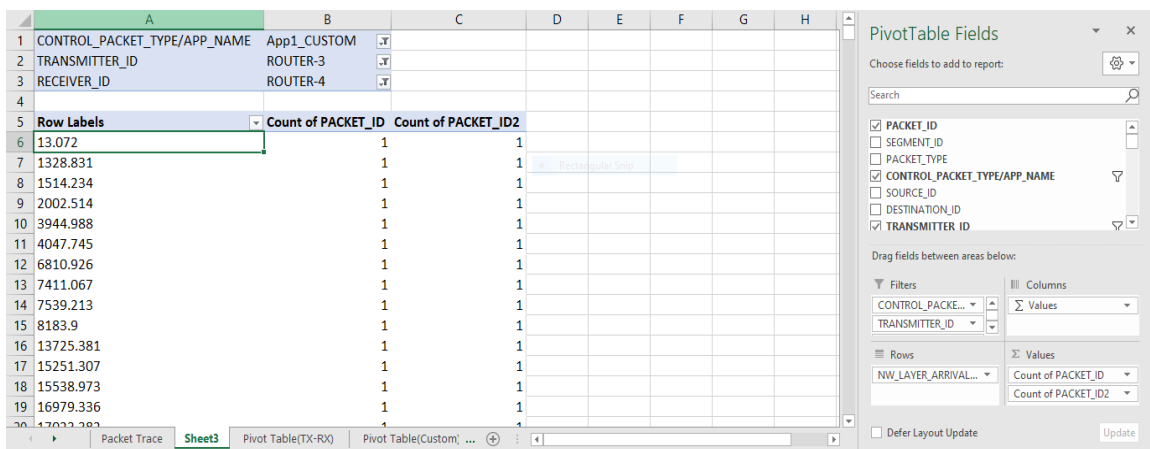 A B C D E F G H
1 CONTROL_PACKET_TYPE/APP_NAME App1_CUSTOM
2 TRANSMITTER_ID ROUTER-3
3 RECEIVER_ID ROUTER-4
4
5 Row Labels Count of PACKET_ID Count of PACKET_ID2
6 13.072 1 1
7 1328.831 1 1
8 1514.234 1 1
9 2002.514 1 1
10 3944.988 1 1
11 4047.745 1 1
12 6810.926 1 1
13 7411.067 1 1
14 7539.213 1 1
15 8183.9 1 1
16 13725.381 1 1
17 15251.307 1 1
18 15538.973 1 1
19 16979.336 1 1
Rectangular Snip
Packet Trace Sheet3 Pivot Table(TX-RX) Pivot Table(Custom) ...
PivotTable Fields
Choose fields to add to report:
Search
PACKET_ID
SEGMENT_ID
PACKET_TYPE
CONTROL_PACKET_TYPE/APP_NAME
SOURCE_ID
DESTINATION_ID
TRANSMITTER_ID
Drag fields between areas below:
Filters Columns
CONTROL_PACKE... Σ Values
TRANSMITTER_ID
Rows Σ Values
NW_LAYER_ARRIVAL... Count of PACKET_ID
Count of PACKET_ID2
Defer Layout Update Update